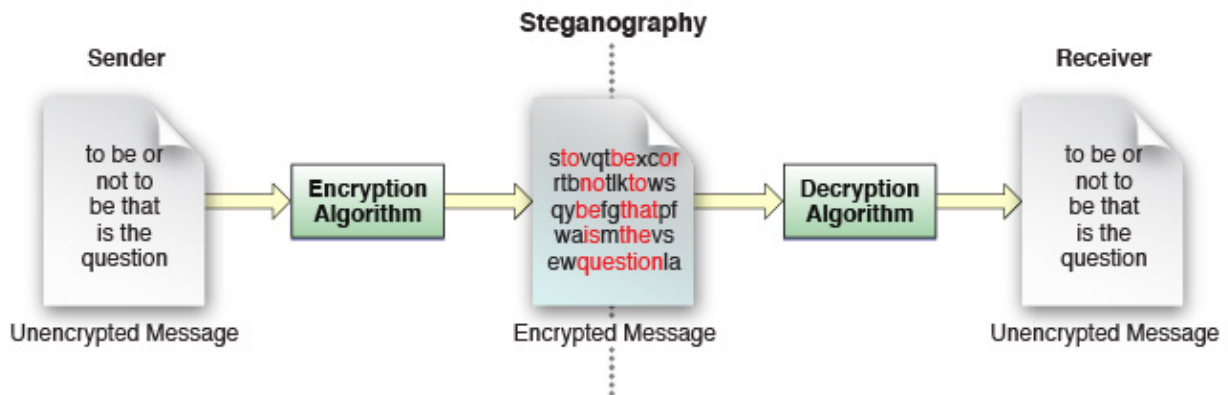 Steganography
Sender
Receiver
to be or
not to
be that
is the
question
Encryption
Algorithm
stovqtbexcor
rtbnotlktows
qybefgthatpf
waismthevs
ewquestionla
Decryption
Algorithm
to be or
not to
be that
is the
question
Unencrypted Message
Encrypted Message
Unencrypted Message